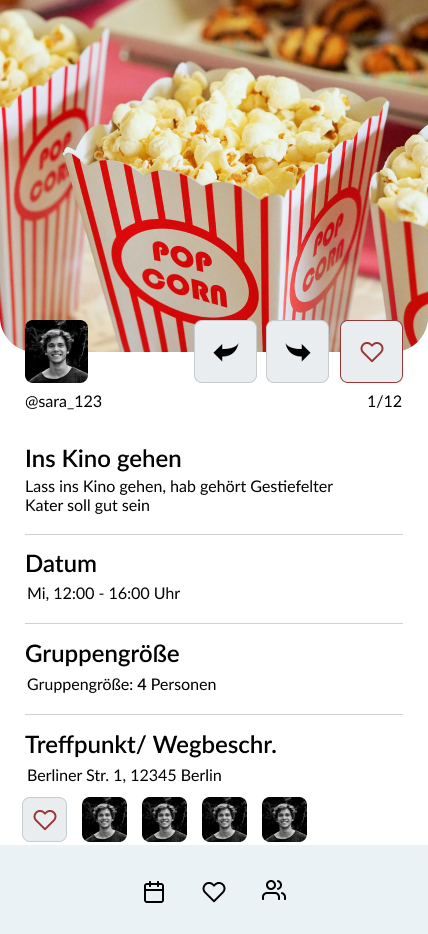 POP
CORN
POP
CORN
POP
CORN
@sara_123
1/12
Ins Kino gehen
Lass ins Kino gehen, hab gehört Gestiefelter
Kater soll gut sein
Datum
Mi, 12:00 - 16:00 Uhr
Gruppengröße
Gruppengröße: 4 Personen
Treffpunkt/ Wegbeschr.
Berliner Str. 1, 12345 Berlin